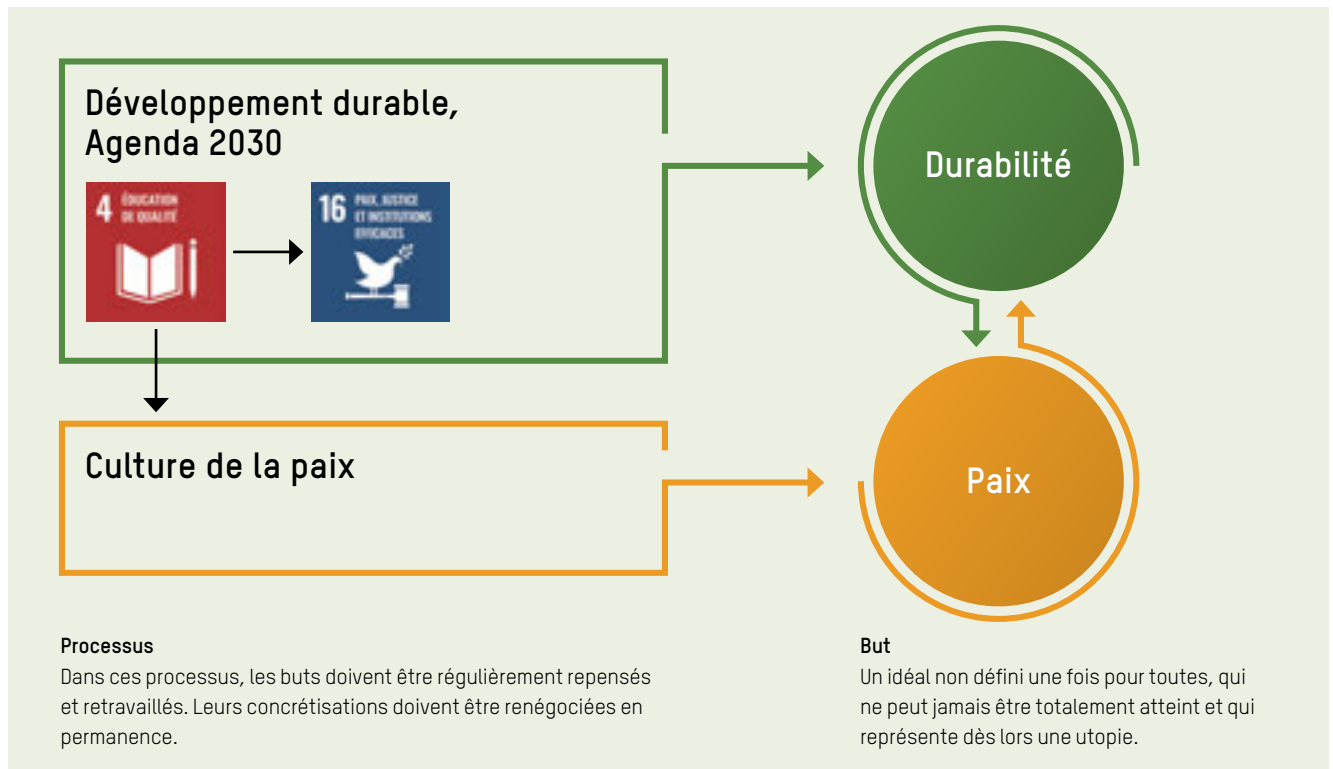 Développement durable,
Agenda 2030
4 ÉDUCATION
DE QUALITÉ
16 PAIX, JUSTICE
ET INSTITUTIONS
EFFICACES
Durabilité
Culture de la paix
Paix
Processus
Dans ces processus, les buts doivent être régulièrement repensés
et retravaillés. Leurs concrétisations doivent être renégociées en
permanence.
But
Un idéal non défini une fois pour toutes, qui
ne peut jamais être totalement atteint et qui
représente dès lors une utopie.